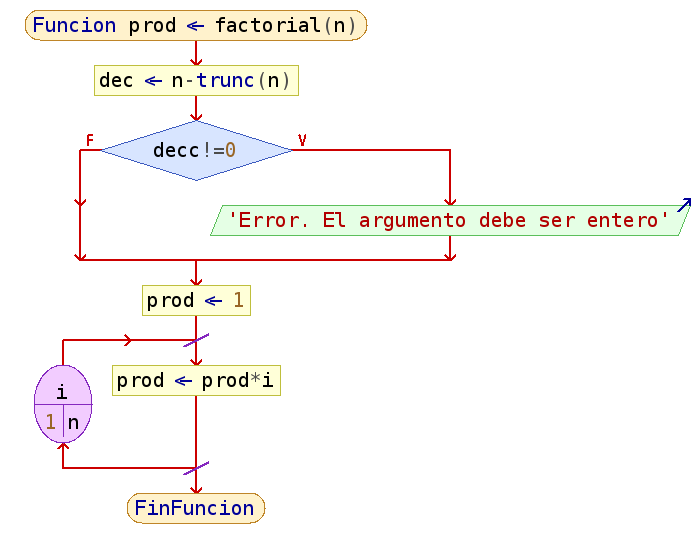 Funcion prod ← factorial(n)
dec ← n-trunc(n)
decc!=0
F
V
'Error. El argumento debe ser entero'
prod ← 1
prod ← prod*i
i
1 n
FinFuncion